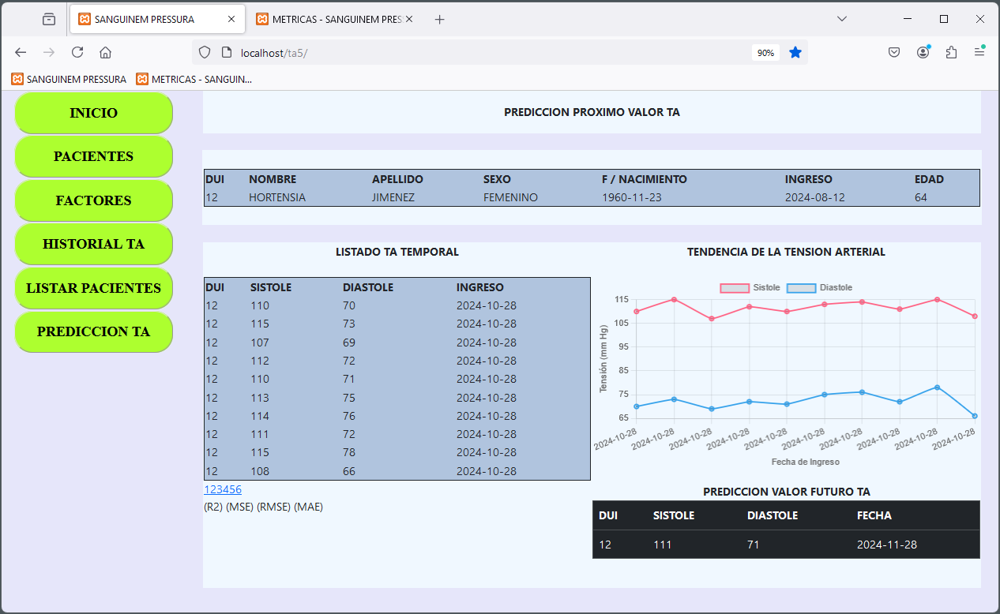 SANGUINEM PRESSURA
METRICAS - SANGUINEM PRES
localhost/ta5/
90%
SANGUINEM PRESSURA
METRICAS - SANGUIN...
INICIO
PACIENTES
FACTORES
HISTORIAL TA
LISTAR PACIENTES
PREDICCION TA
PREDICCION PROXIMO VALOR TA
DUI NOMBRE APELLIDO SEXO F / NACIMIENTO INGRESO EDAD
12 HORTENSIA JIMENEZ FEMENINO 1960-11-23 2024-08-12 64
LISTADO TA TEMPORAL
DUI SISTOLE DIASTOLE INGRESO
12 110 70 2024-10-28
12 115 73 2024-10-28
12 107 69 2024-10-28
12 112 72 2024-10-28
12 110 71 2024-10-28
12 113 75 2024-10-28
12 114 76 2024-10-28
12 111 72 2024-10-28
12 115 78 2024-10-28
12 108 66 2024-10-28
123456
(R2) (MSE) (RMSE) (MAE)
TENDENCIA DE LA TENSION ARTERIAL
Sistole Diastole
Tensión (mm Hg)
115
105
95
85
75
65
2024-10-28 2024-10-28 2024-10-28 2024-10-28 2024-10-28 2024-10-28 2024-10-28 2024-10-28 2024-10-28 2024-10-28
Fecha de Ingreso
PREDICCION VALOR FUTURO TA
DUI SISTOLE DIASTOLE FECHA
12 111 71 2024-11-28